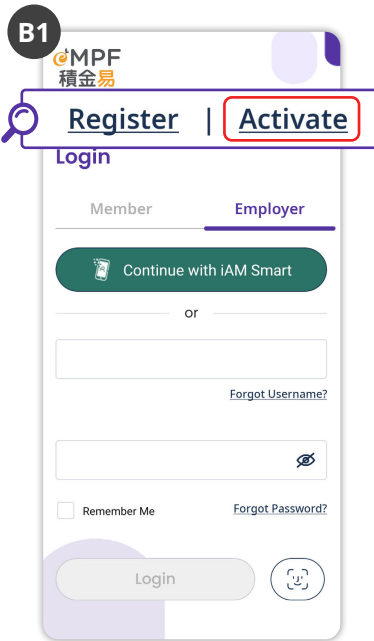 B1
eMPF
積金易
Register | Activate
Login
Member Employer
Continue with iAM Smart
or
Forgot Username?
Remember Me Forgot Password?
Login